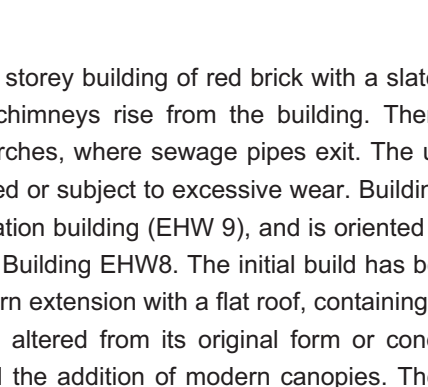 storey building of red brick with a slat
chimneys rise from the building. The
rches, where sewage pipes exit. The u
ed or subject to excessive wear. Buildin
ation building (EHW 9), and is oriented
Building EHW8. The initial build has b
rn extension with a flat roof, containing
altered from its original form or con
the addition of modern canopies. The